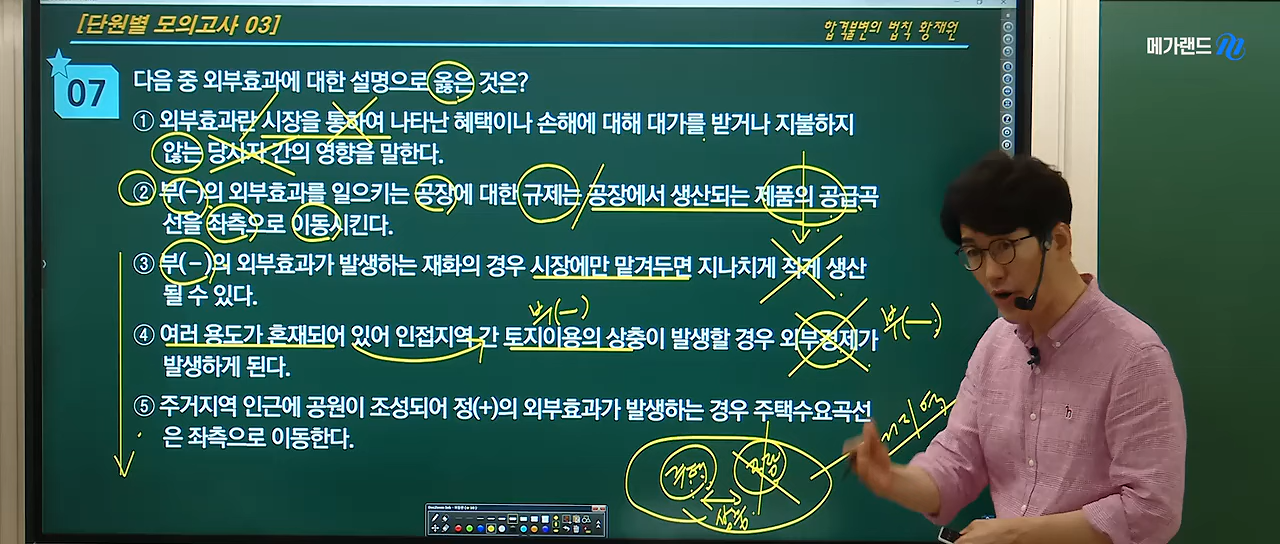 [단원별 모의고사 03]
합격불변의 법칙 황재원
메가랜드
07
다음 중 외부효과에 대한 설명으로 옳은 것은?
① 외부효과란 시장을 통하여 나타난 혜택이나 손해에 대해 대가를 받거나 지불하지
않는 당사자 간의 영향을 말한다.
② 부(−)의 외부효과를 일으키는 공장에 대한 규제는 공장에서 생산되는 제품의 공급곡
선을 좌측으로 이동시킨다.
③ 부(−)의 외부효과가 발생하는 재화의 경우 시장에만 맡겨두면 지나치게 적게 생산
될 수 있다.
부(−)
④ 여러 용도가 혼재되어 있어 인접지역 간 토지이용의 상충이 발생할 경우 외부경제가
부(−)
발생하게 된다.
⑤ 주거지역 인근에 공원이 조성되어 정(+)의 외부효과가 발생하는 경우 주택수요곡선
은 좌측으로 이동한다.
상충